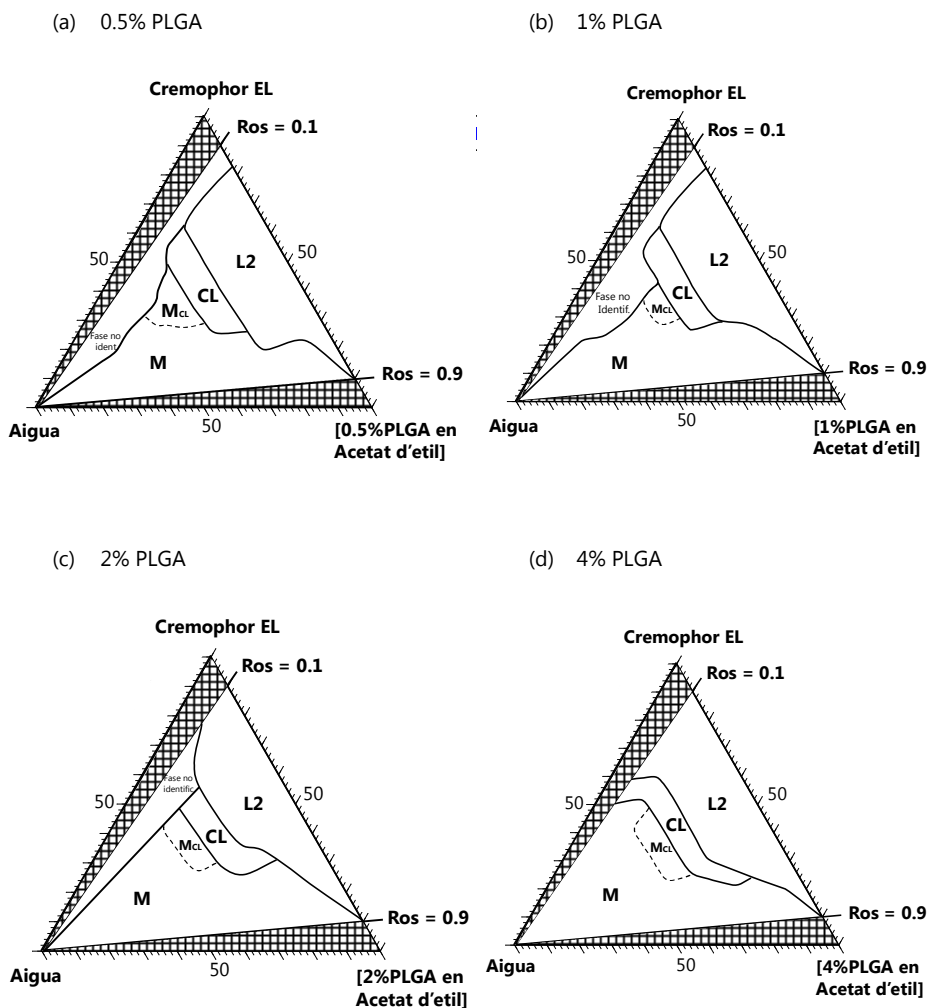 (a) 0.5% PLGA
Cremophor EL
Ros = 0.1
50
50
L2
CL
MCL
Fase no
ident.
M
Ros = 0.9
Aigua
50
[0.5%PLGA en
Acetat d'etil]
(b) 1% PLGA
Cremophor EL
Ros = 0.1
50
50
L2
CL
Fase no
Identif.
MCL
M
Ros = 0.9
Aigua
50
[1%PLGA en
Acetat d'etil]
(c) 2% PLGA
Cremophor EL
Ros = 0.1
Fase no
identific.
50
50
L2
CL
MCL
M
Ros = 0.9
Aigua
50
[2%PLGA en
Acetat d'etil]
(d) 4% PLGA
Cremophor EL
Ros = 0.1
50
50
L2
CL
MCL
M
Ros = 0.9
Aigua
50
[4%PLGA en
Acetat d'etil]